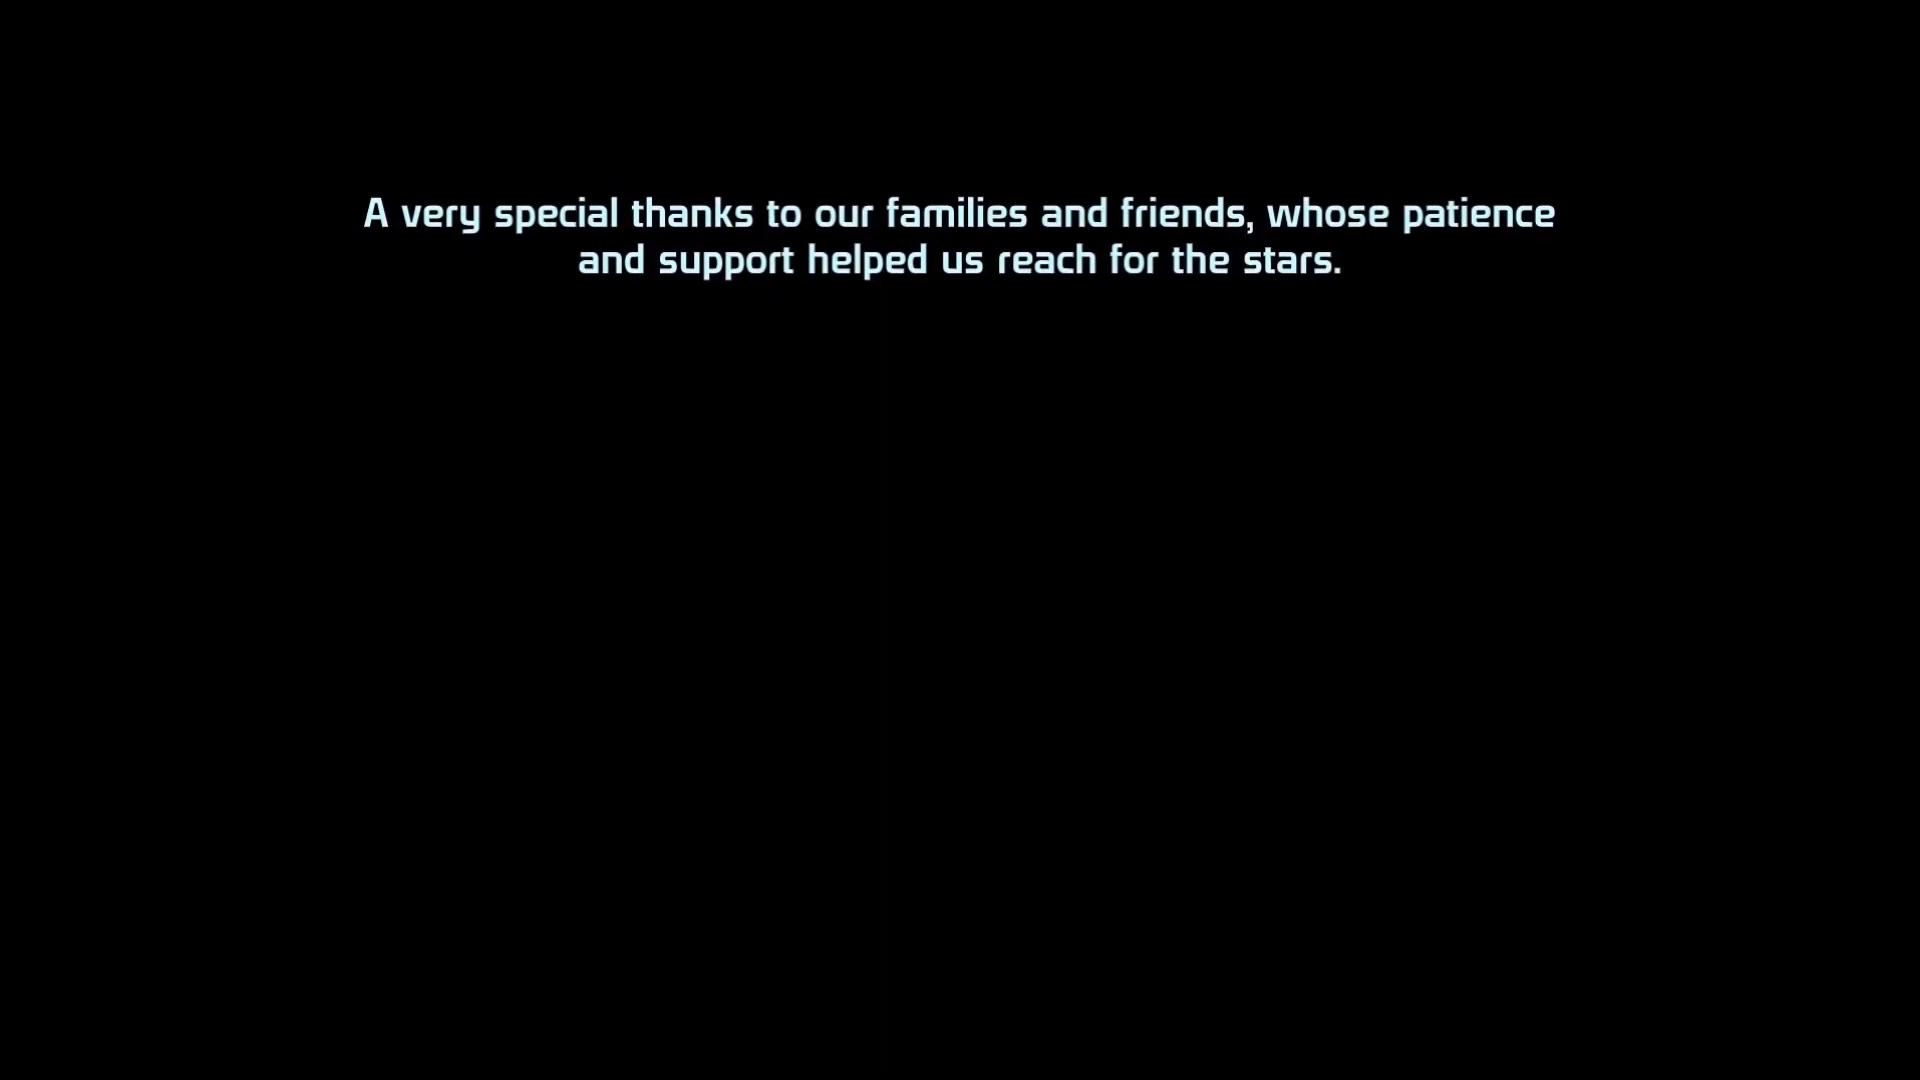 A very special thanks to our families and friends, whose patience
and support helped us reach for the stars.